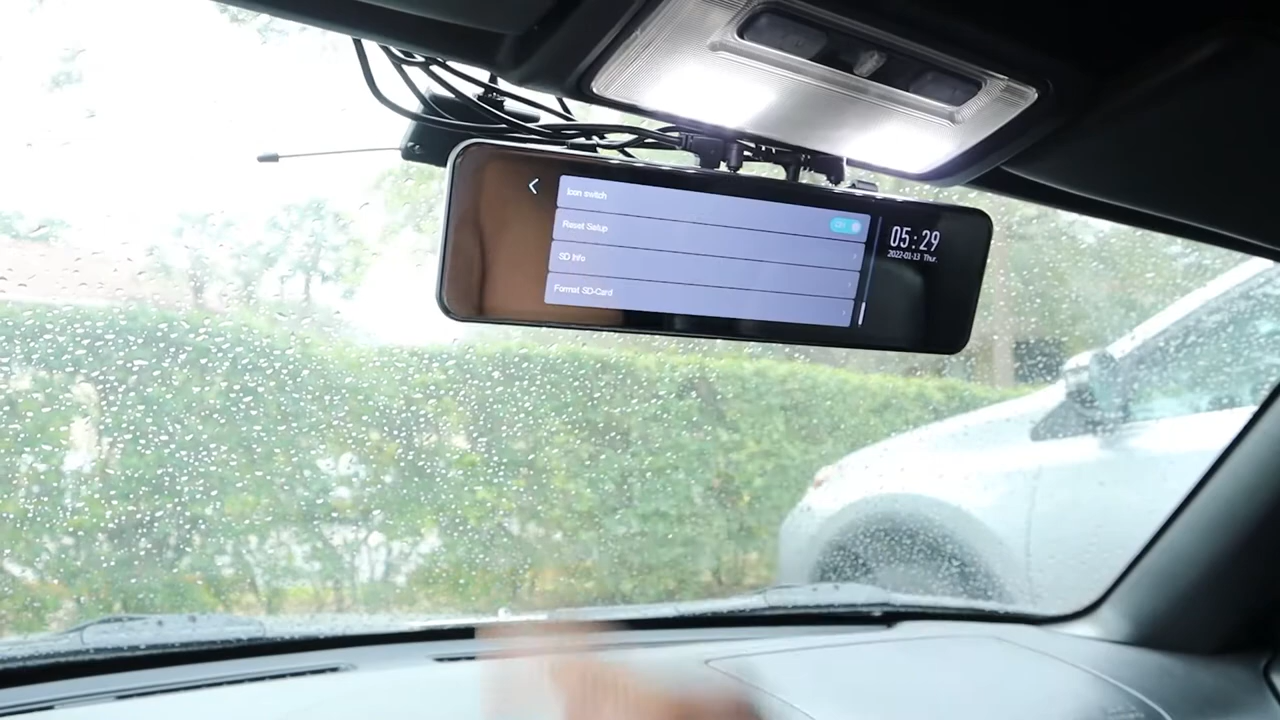 Icon switch
Reset Setup
SD Info
Format SD-Card
05:29
2022-01-13 Thur.